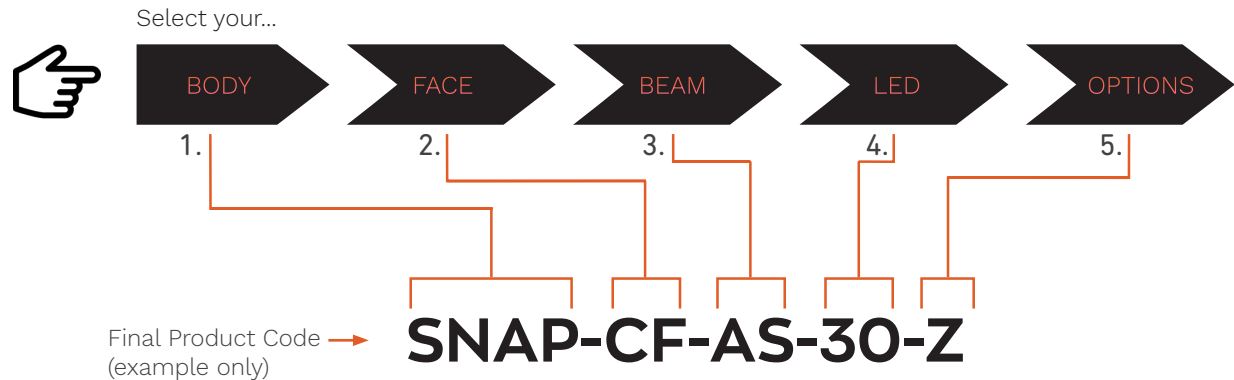 Select your...
BODY FACE BEAM LED OPTIONS
1. 2. 3. 4. 5.
SNAP-CF-AS-30-Z
Final Product Code
(example only)